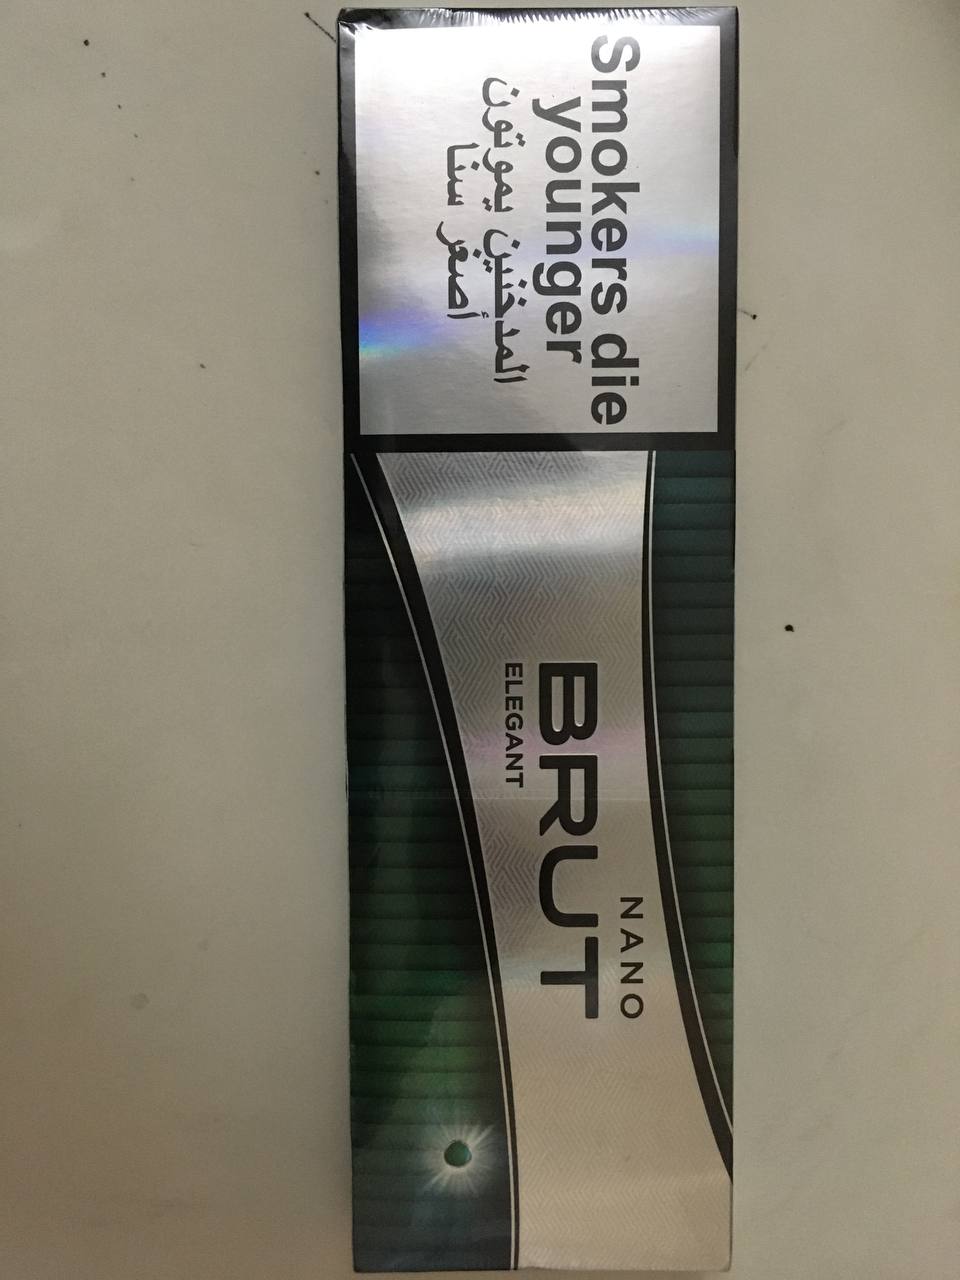 Smokers die
younger
المدخنين يموتون
أصغر سنا
NANO
BRUT
ELEGANT